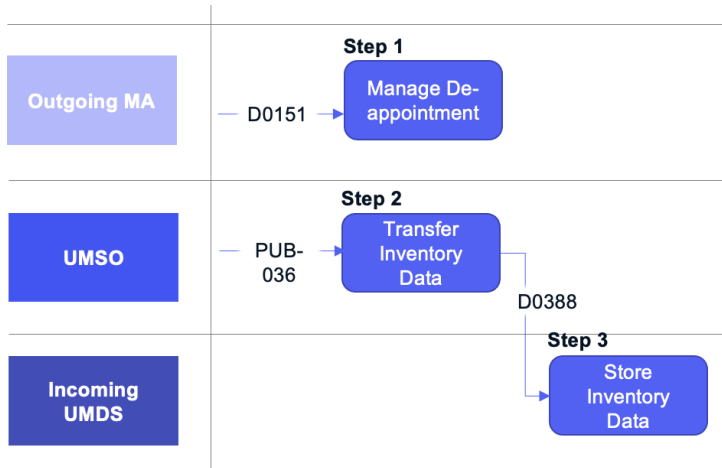 Step 1
Outgoing MA
D0151
Manage De-
appointment
Step 2
UMSO
PUB-
036
Transfer
Inventory
Data
D0388
Step 3
Incoming
UMDS
Store
Inventory
Data